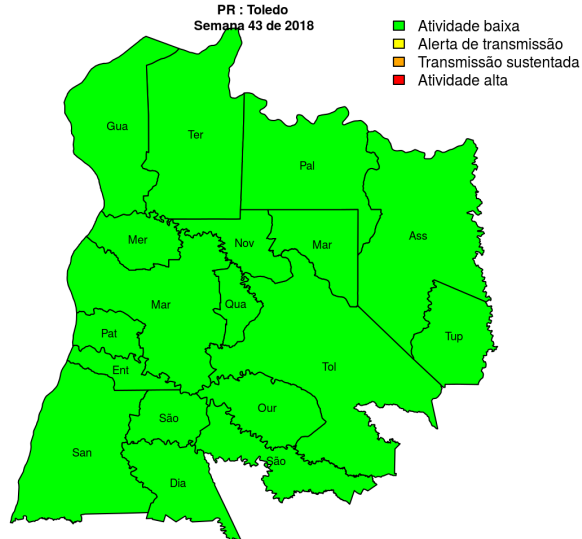 PR : Toledo
Semana 43 de 2018
Atividade baixa
Alerta de transmissão
Transmissão sustentada
Atividade alta
Gua
Ter
Pal
Mer
Nov
Mar
Ass
Mar
Qua
Pat
Tup
Ent
Tol
São
Our
San
São
Dia